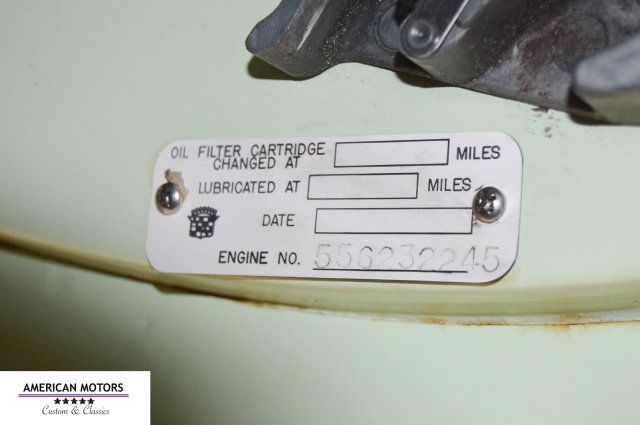 OIL FILTER CARTRIDGE
CHANGED AT MILES
LUBRICATED AT MILES
DATE
ENGINE NO. 556232245
AMERICAN MOTORS
Custom & Classics